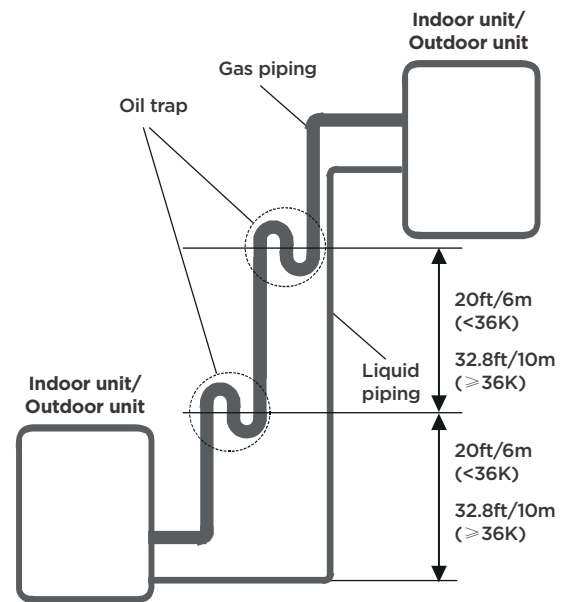 Indoor unit/
Outdoor unit
Gas piping
Oil trap
20ft/6m
(<36K)
32.8ft/10m
(⩾36K)
Liquid
piping
Indoor unit/
Outdoor unit
20ft/6m
(<36K)
32.8ft/10m
(⩾36K)